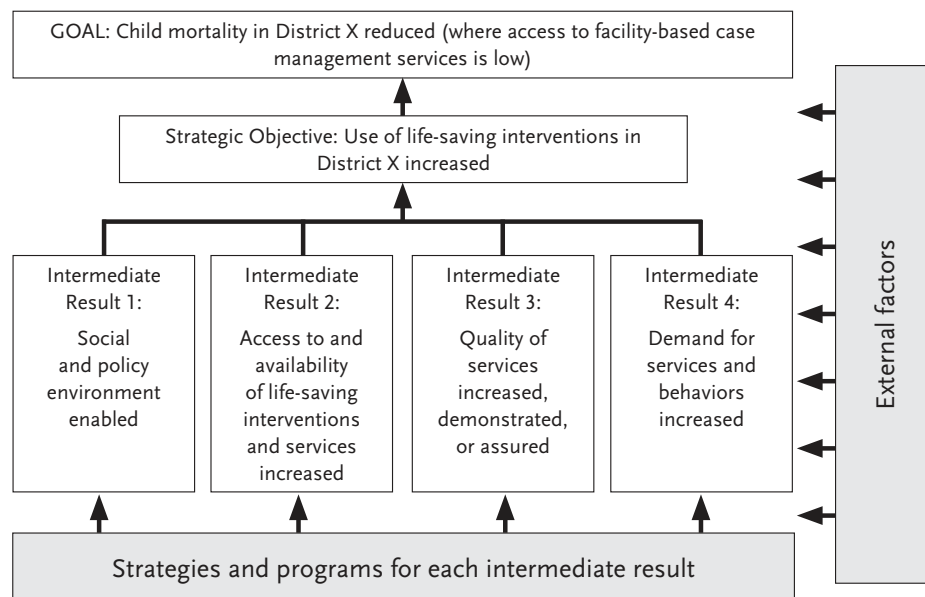 GOAL: Child mortality in District X reduced (where access to facility-based case
management services is low)
Strategic Objective: Use of life-saving interventions in
District X increased
Intermediate
Result 1:
Social
and policy
environment
enabled
Intermediate
Result 2:
Access to and
availability
of life-saving
interventions
and services
increased
Intermediate
Result 3:
Quality of
services
increased,
demonstrated,
or assured
Intermediate
Result 4:
Demand for
services and
behaviors
increased
External factors
Strategies and programs for each intermediate result